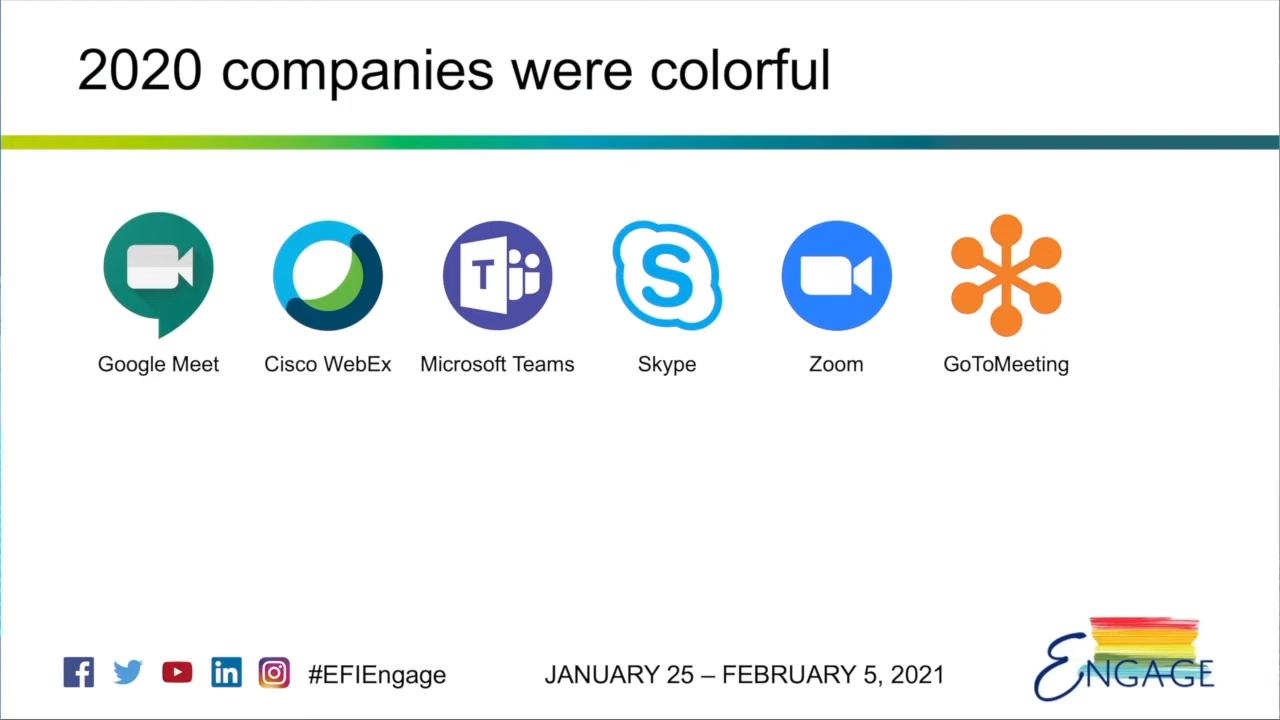 2020 companies were colorful
T
S
Google Meet
Cisco WebEx
Microsoft Teams
Skype
Zoom
GoToMeeting
f
in
#EFIEngage
JANUARY 25 – FEBRUARY 5, 2021
ENGAGE